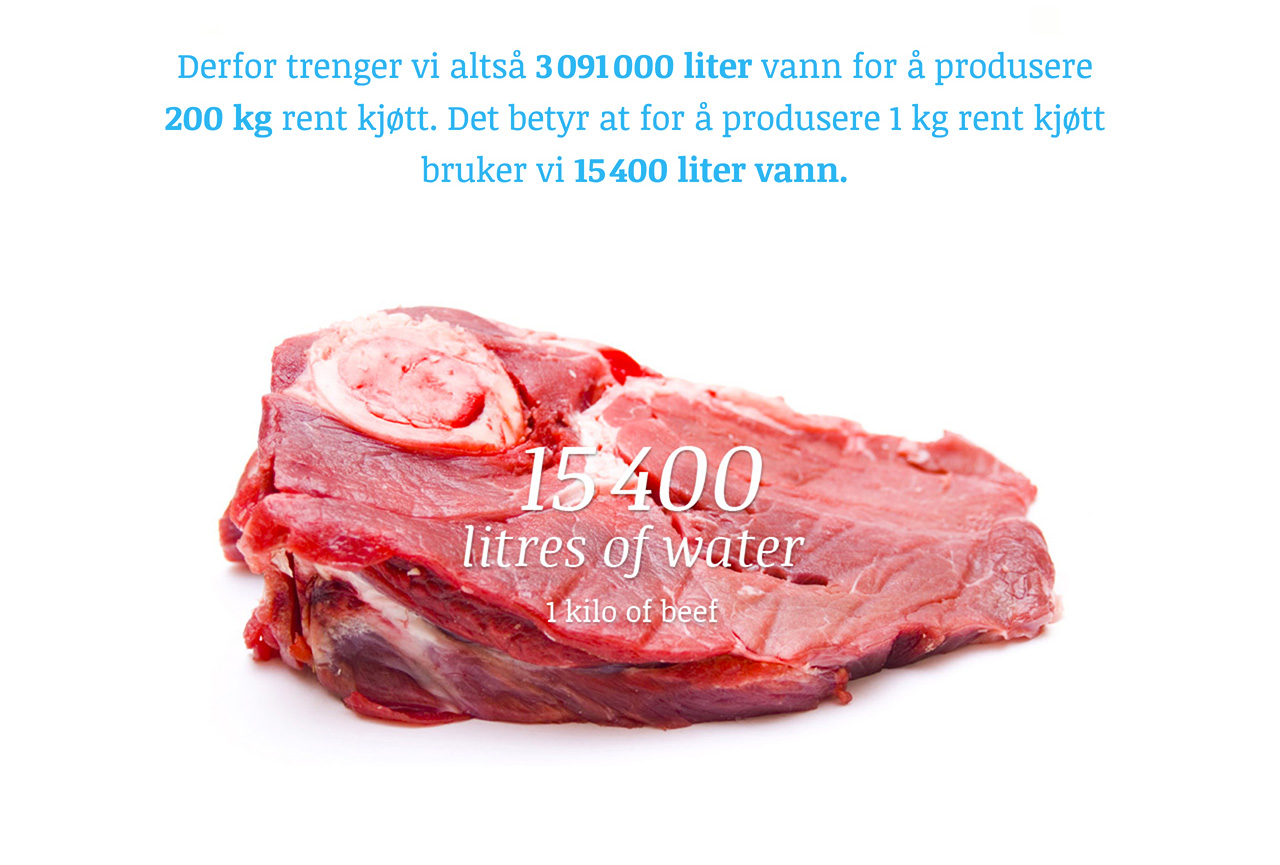 Derfor trenger vi altså 3 091 000 liter vann for å produsere
200 kg rent kjøtt. Det betyr at for å produsere 1 kg rent kjøtt
bruker vi 15 400 liter vann.
15 400
litres of water
1 kilo of beef